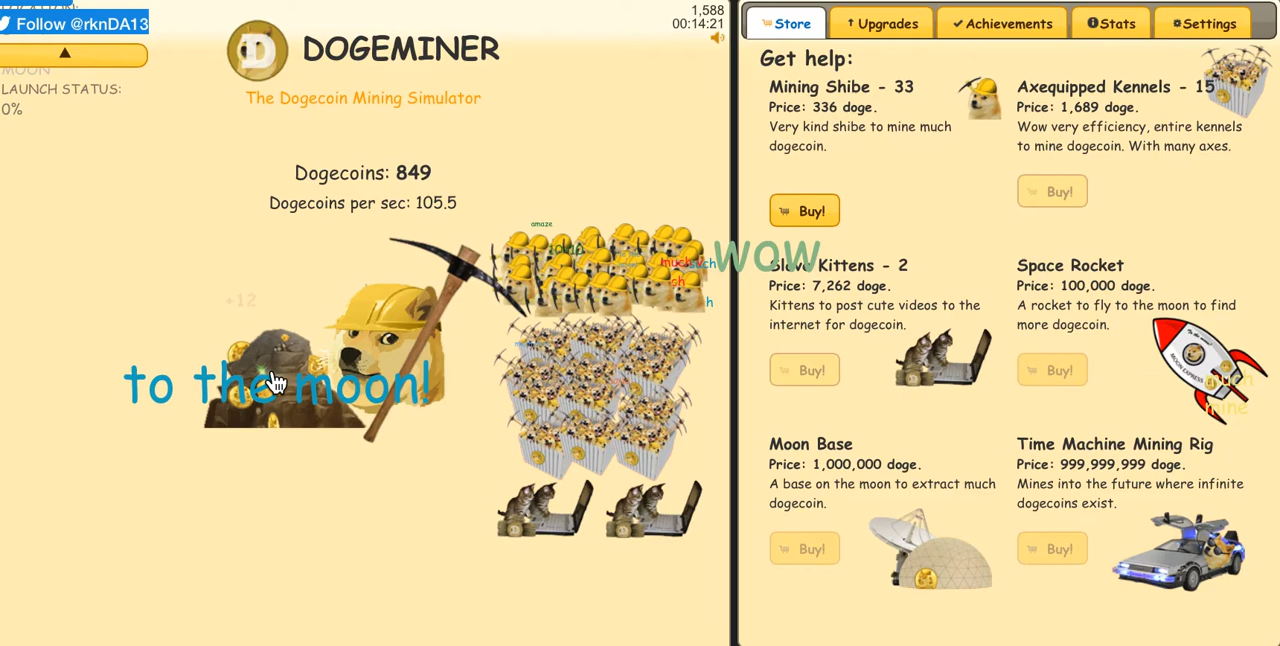 Follow @rknDA13
▲
MOON
LAUNCH STATUS:
0%
DOGEMINER
The Dogecoin Mining Simulator
1,588
00:14:21
Dogecoins: 849
Dogecoins per sec: 105.5
amaze
much such
ch
h
+12
to the moon!
wow
Store
Upgrades
Achievements
Stats
Settings
Get help:
Mining Shibe - 33
Price: 336 doge.
Very kind shibe to mine much
dogecoin.
Buy!
Axequipped Kennels - 15
Price: 1,689 doge.
Wow very efficiency, entire kennels
to mine dogecoin. With many axes.
Buy!
Slave Kittens - 2
Price: 7,262 doge.
Kittens to post cute videos to the
internet for dogecoin.
Buy!
Space Rocket
Price: 100,000 doge.
A rocket to fly to the moon to find
more dogecoin.
Buy!
MOON EXPRESS
much
mine
Moon Base
Price: 1,000,000 doge.
A base on the moon to extract much
dogecoin.
Buy!
Time Machine Mining Rig
Price: 999,999,999 doge.
Mines into the future where infinite
dogecoins exist.
Buy!